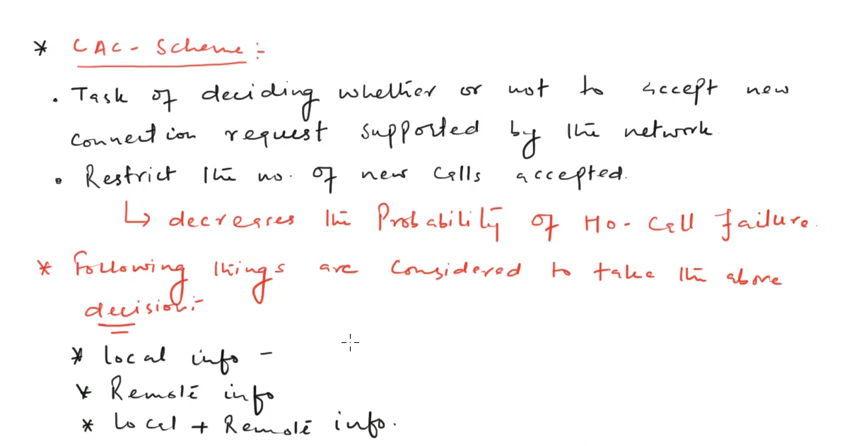 * CAC - Scheme :-
. Task of deciding whether or not to accept new
connection request supported by the network
. Restrict the no. of new calls accepted.
↳ decreases the Probability of HO - Call failure.
* Following things are considered to take the above
decision:-
* Local info -
* Remote info
* Local + Remote info.